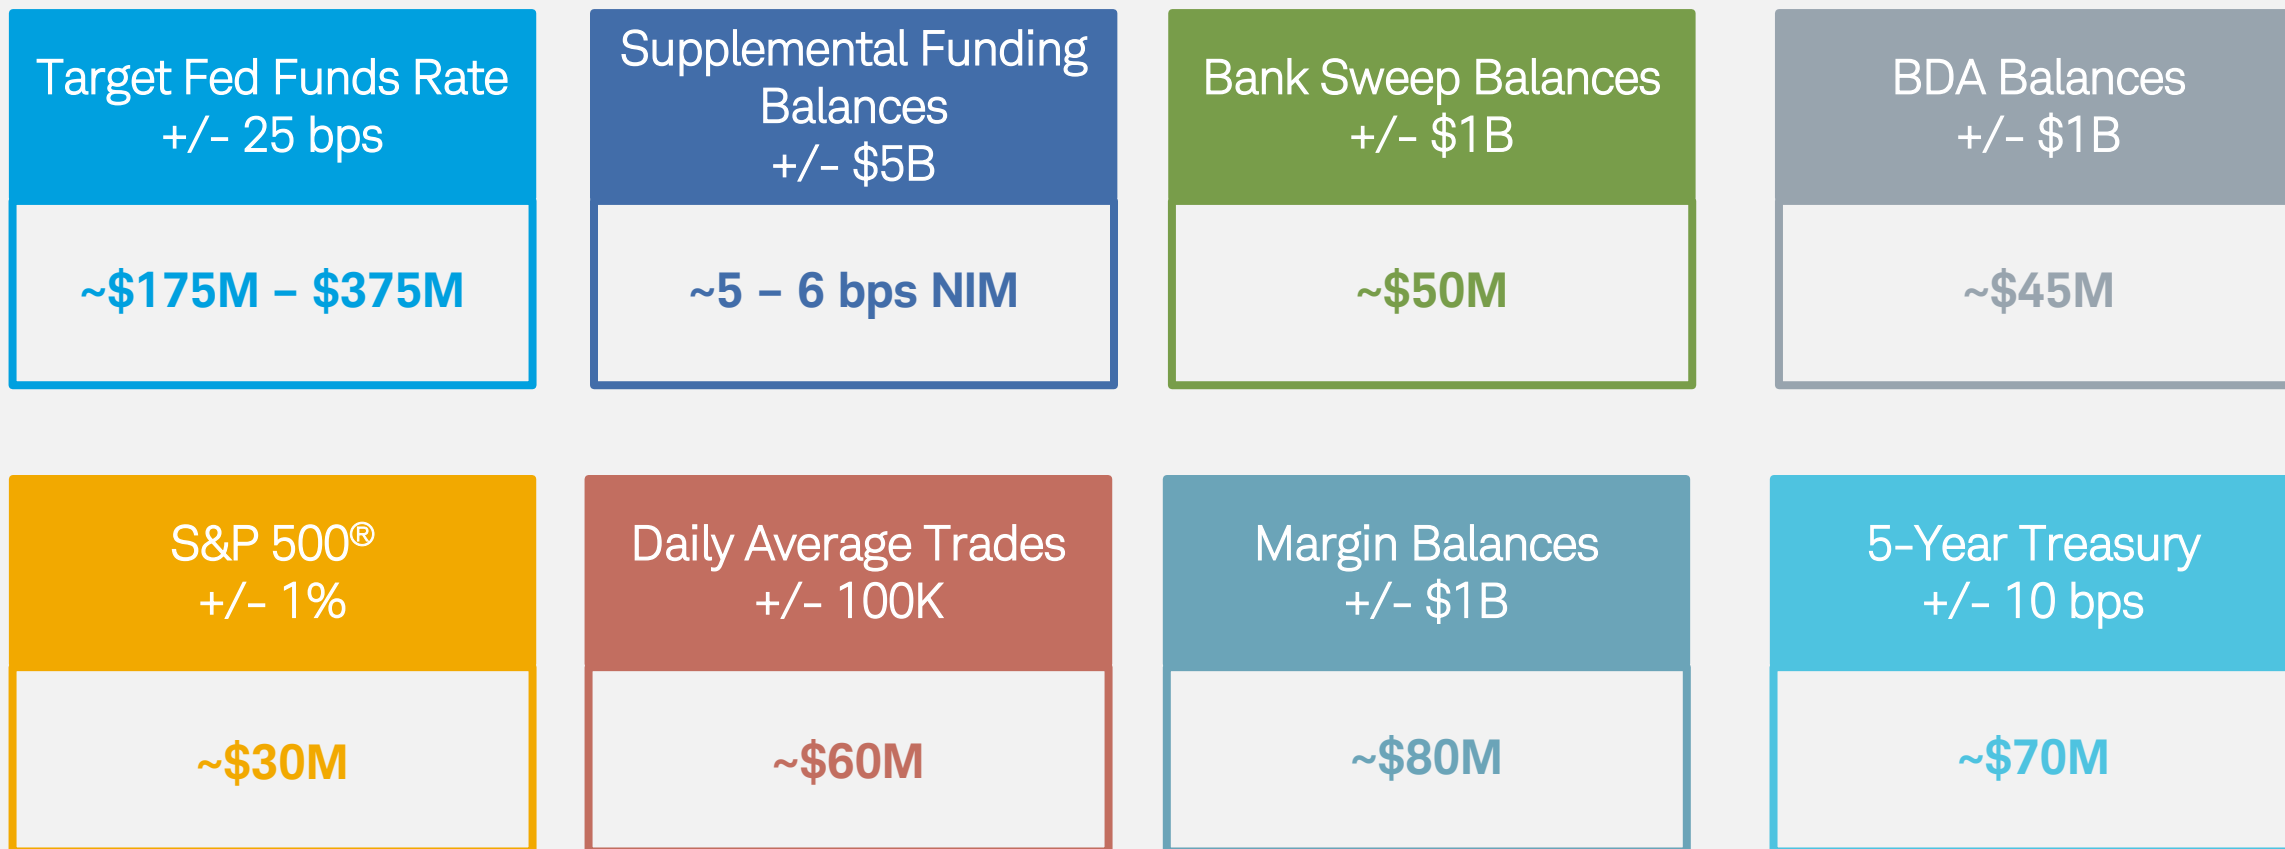 Target Fed Funds Rate
+/- 25 bps
~$175M – $375M
Supplemental Funding
Balances
+/- $5B
~5 – 6 bps NIM
Bank Sweep Balances
+/- $1B
~$50M
BDA Balances
+/- $1B
~$45M
S&P 500®
+/- 1%
~$30M
Daily Average Trades
+/- 100K
~$60M
Margin Balances
+/- $1B
~$80M
5-Year Treasury
+/- 10 bps
~$70M